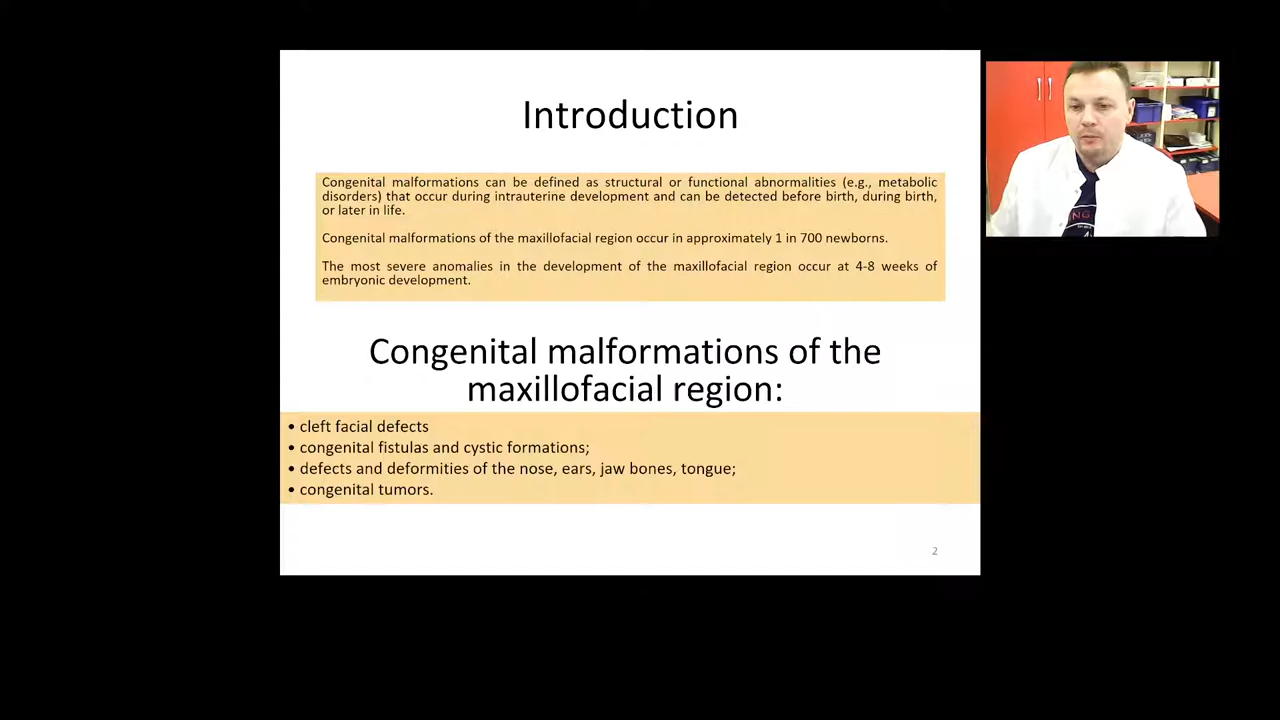 Introduction
Congenital malformations can be defined as structural or functional abnormalities (e.g., metabolic
disorders) that occur during intrauterine development and can be detected before birth, during birth,
or later in life.
Congenital malformations of the maxillofacial region occur in approximately 1 in 700 newborns.
The most severe anomalies in the development of the maxillofacial region occur at 4-8 weeks of
embryonic development.
Congenital malformations of the
maxillofacial region:
• cleft facial defects
• congenital fistulas and cystic formations;
• defects and deformities of the nose, ears, jaw bones, tongue;
• congenital tumors.
2